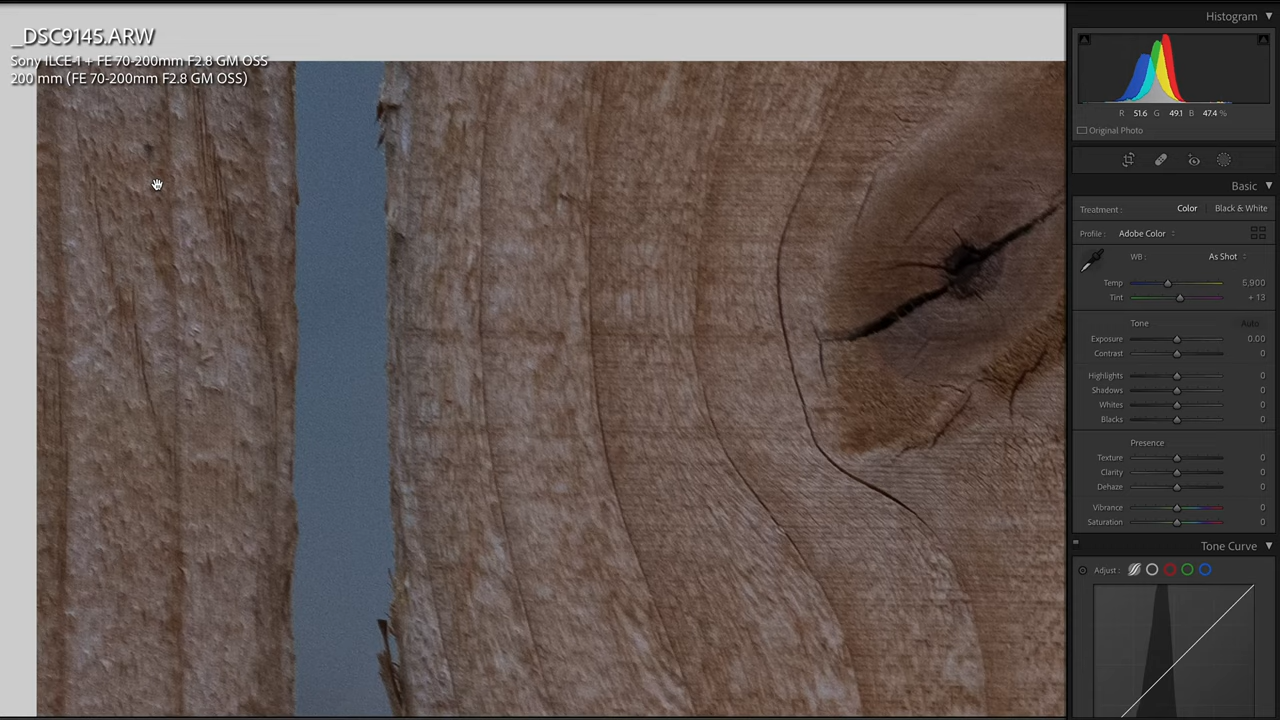 _DSC9145.ARW
Sony ILCE-1 + FE 70-200mm F2.8 GM OSS
200 mm (FE 70-200mm F2.8 GM OSS)
Histogram
R 51.6 G 49.1 B 47.4 %
Original Photo
Basic
Treatment : Color Black & White
Profile : Adobe Color
WB : As Shot
Temp 5,900
Tint + 13
Tone Auto
Exposure 0.00
Contrast 0
Highlights 0
Shadows 0
Whites 0
Blacks 0
Presence
Texture 0
Clarity 0
Dehaze 0
Vibrance 0
Saturation 0
Tone Curve
Adjust :